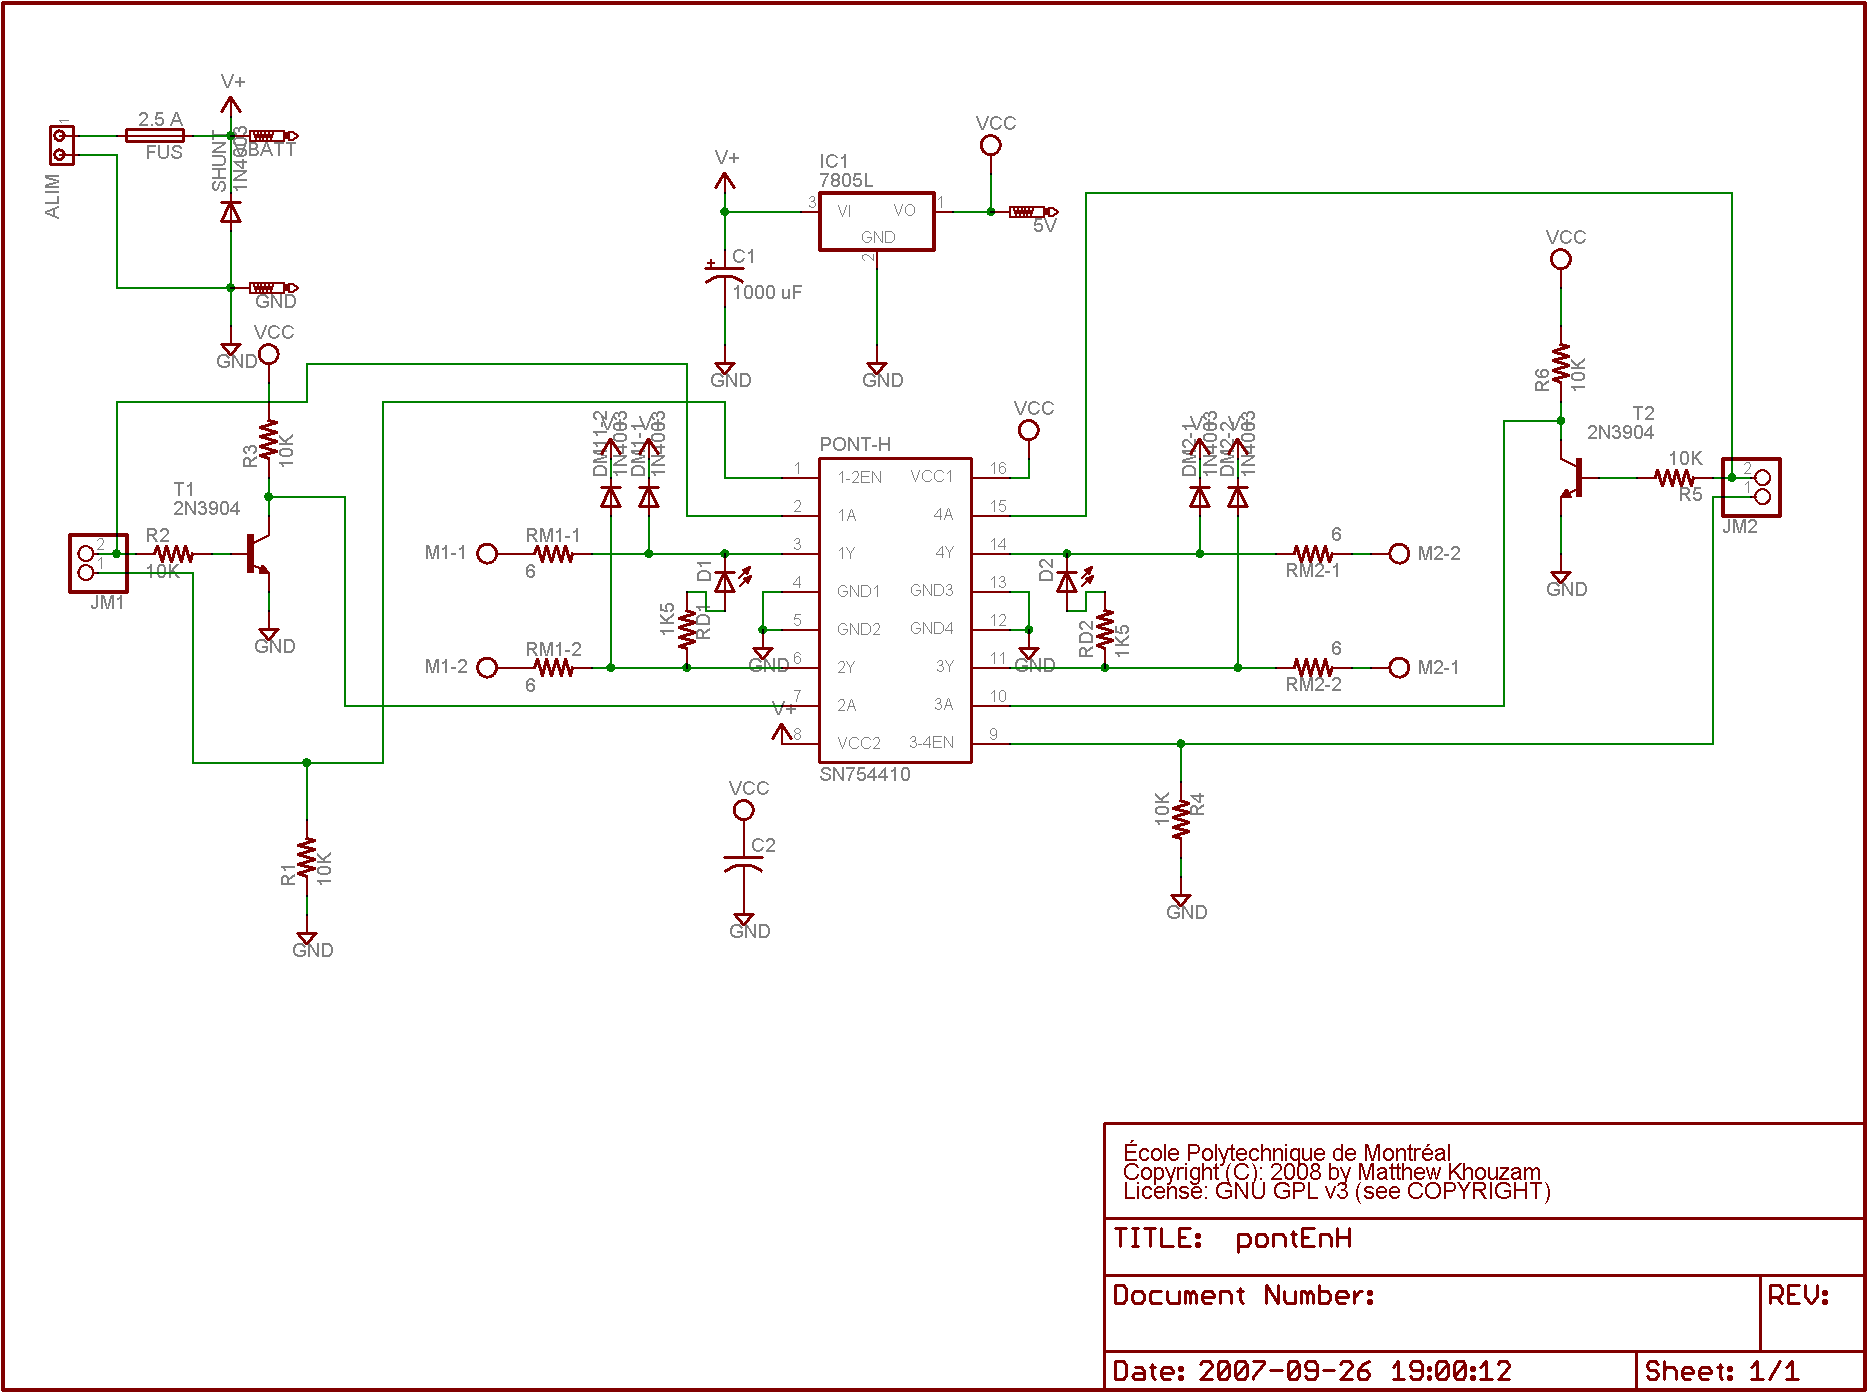 V+
1
2.5 A
FUS
SHUNT
1N4003
VBATT
ALIM
GND
GND
VCC
R3
10K
T1
2N3904
R2
10K
2
1
JM1
GND
R1
10K
GND
V+
C1
1000 uF
GND
IC1
7805L
3
VI
VO
1
GND
2
GND
VCC
5V
DM11-2
1N4003
DM1-1
1N4003
M1-1
RM1-1
6
M1-2
RM1-2
6
D1
1K5
RD1
GND
V+
PONT-H
1
1-2EN
VCC1
16
2
1A
4A
15
3
1Y
4Y
14
4
GND1
GND3
13
5
GND2
GND4
12
6
2Y
3Y
11
7
2A
3A
10
8
VCC2
3-4EN
9
SN754410
VCC
GND
D2
RD2
1K5
DM2-1
1N4003
DM2-2
1N4003
6
RM2-1
M2-2
6
RM2-2
M2-1
VCC
R6
10K
T2
2N3904
10K
R5
2
1
JM2
GND
10K
R4
GND
VCC
C2
GND
École Polytechnique de Montréal
Copyright (C): 2008 by Matthew Khouzam
License: GNU GPL v3 (see COPYRIGHT)
TITLE: pontEnH
Document Number:
REV:
Date: 2007-09-26 19:00:12
Sheet: 1/1